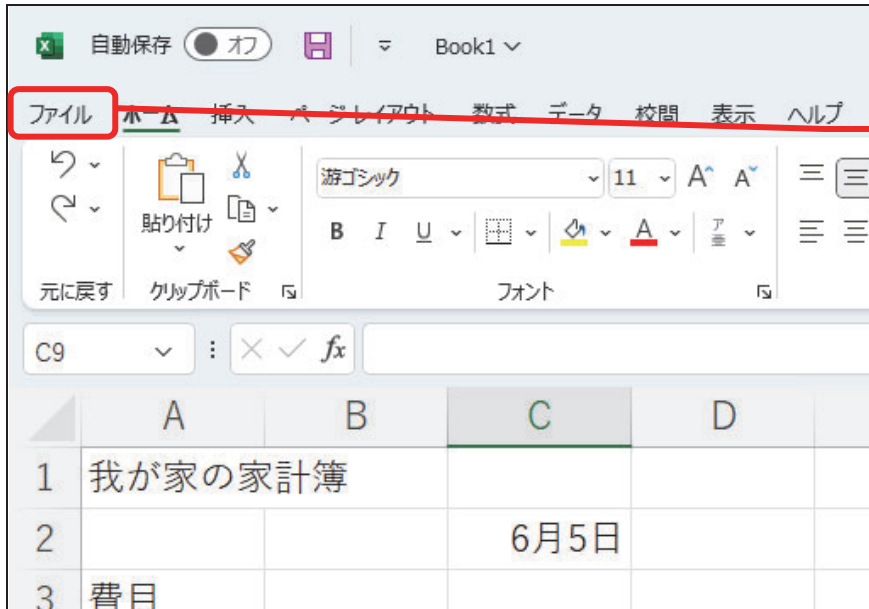 自動保存 オフ Book1
ファイル ホーム 挿入 ページ レイアウト 数式 データ 校閲 表示 ヘルプ
貼り付け 游ゴシック 11 A A
B I U A ア亜
元に戻す クリップボード フォント
C9 fx
A B C D
1 我が家の家計簿
2 6月5日
3 費目